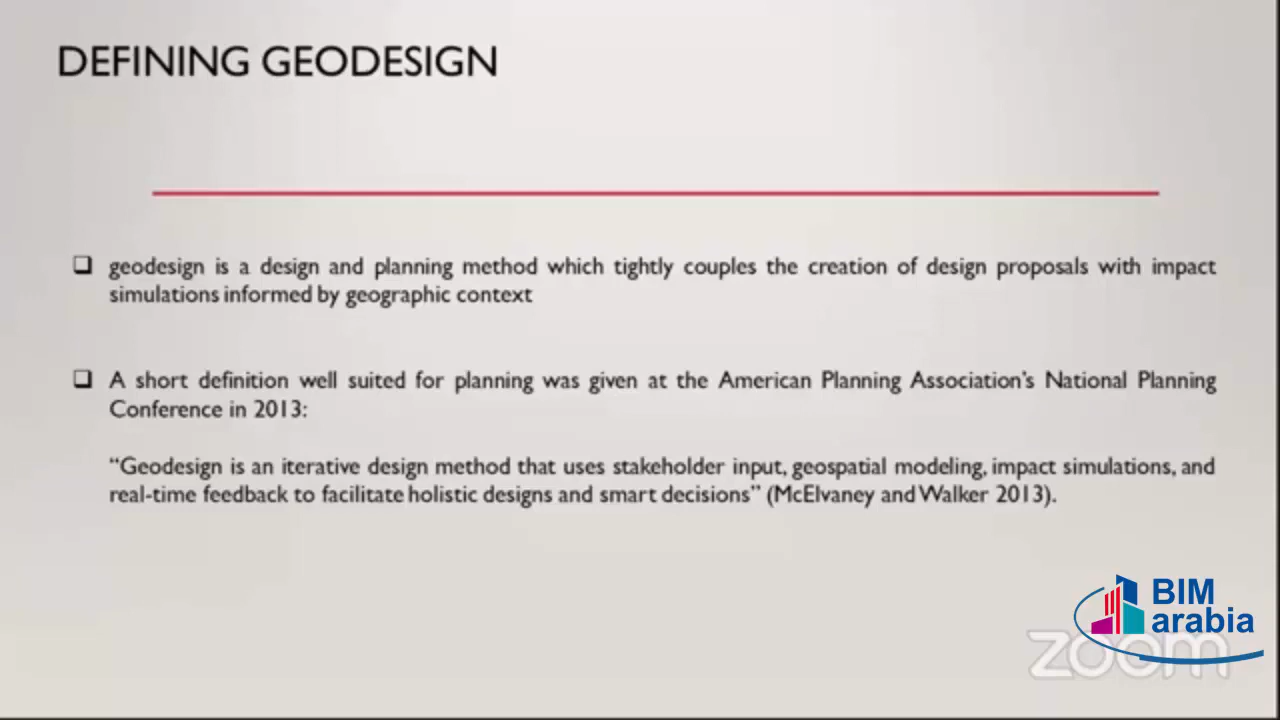 DEFINING GEODESIGN
geodesign is a design and planning method which tightly couples the creation of design proposals with impact
simulations informed by geographic context
A short definition well suited for planning was given at the American Planning Association's National Planning
Conference in 2013:
“Geodesign is an iterative design method that uses stakeholder input, geospatial modeling, impact simulations, and
real-time feedback to facilitate holistic designs and smart decisions” (McElvaney and Walker 2013).
BIM
arabia
zoom